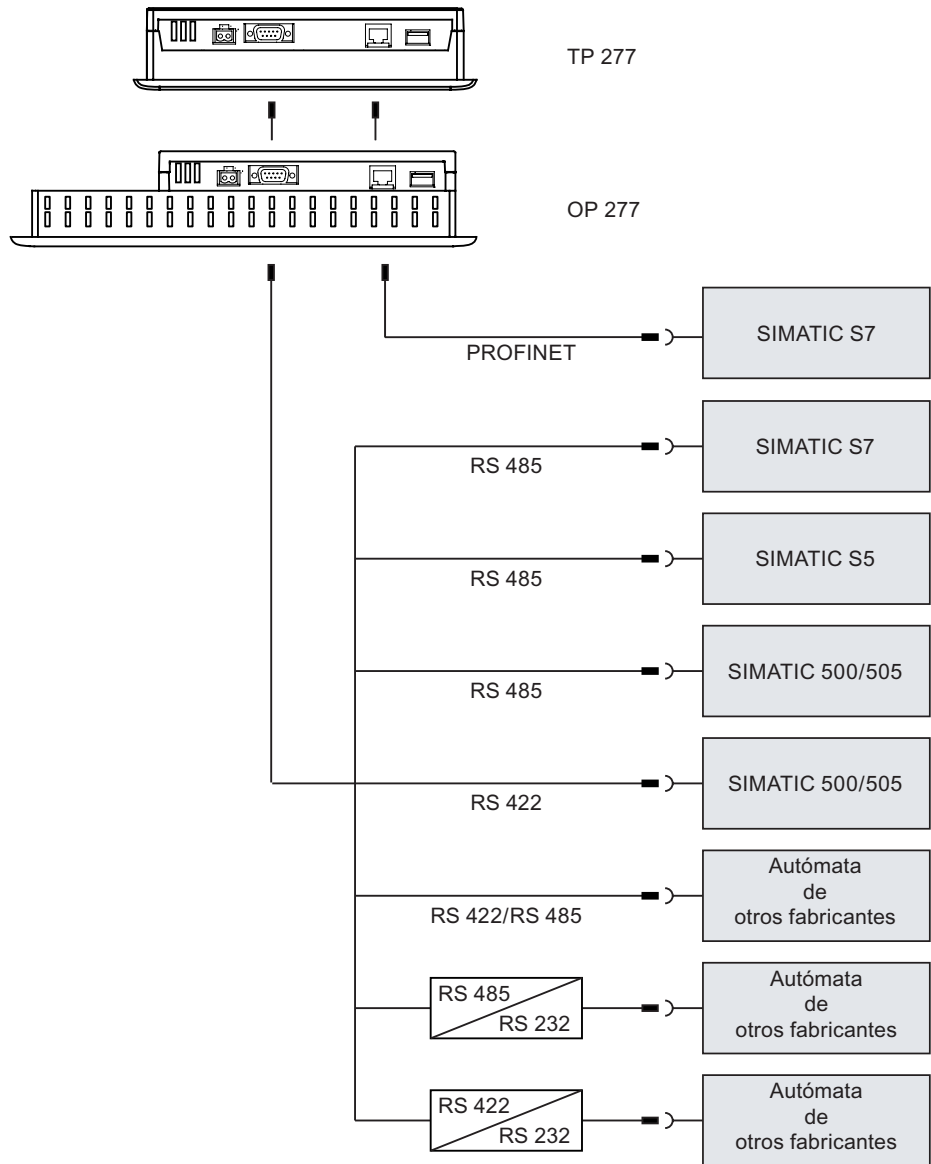 TP 277
OP 277
PROFINET
SIMATIC S7
RS 485
SIMATIC S7
RS 485
SIMATIC S5
RS 485
SIMATIC 500/505
RS 422
SIMATIC 500/505
RS 422/RS 485
Autómata
de
otros fabricantes
RS 485
RS 232
Autómata
de
otros fabricantes
RS 422
RS 232
Autómata
de
otros fabricantes